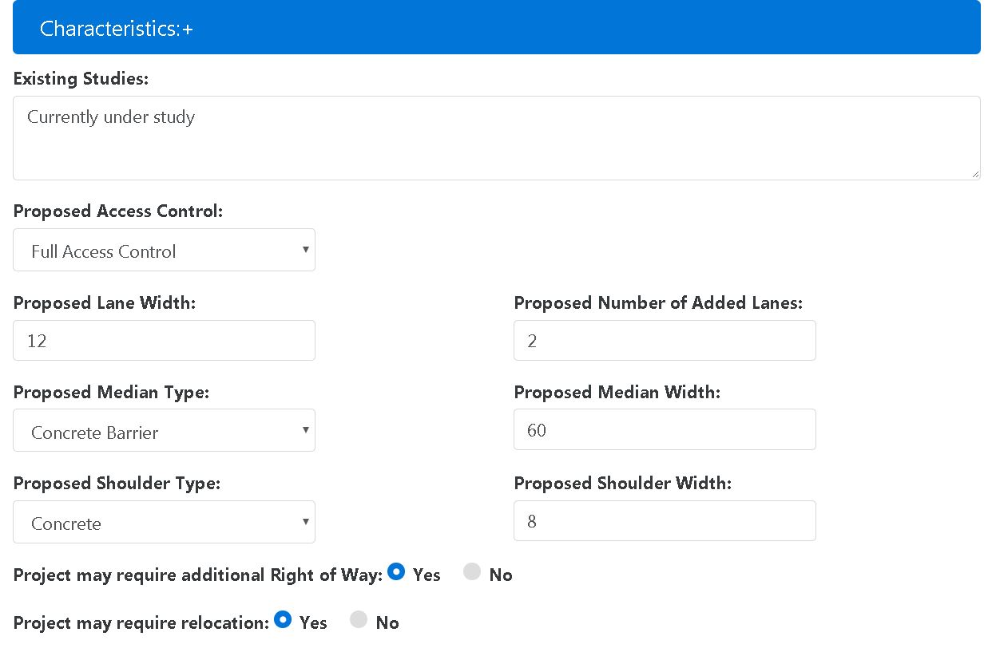 Characteristics:+
Existing Studies:
Currently under study
Proposed Access Control:
Full Access Control
Proposed Lane Width:
Proposed Number of Added Lanes:
12
2
Proposed Median Type:
Proposed Median Width:
Concrete Barrier
60
Proposed Shoulder Type:
Proposed Shoulder Width:
Concrete
8
Project may require additional Right of Way: Yes No
Project may require relocation: Yes No